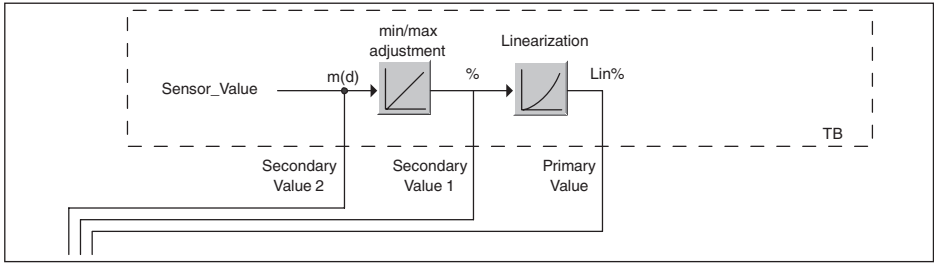 min/max
adjustment
Linearization
Sensor_Value
m(d)
%
Lin%
TB
Secondary
Value 2
Secondary
Value 1
Primary
Value